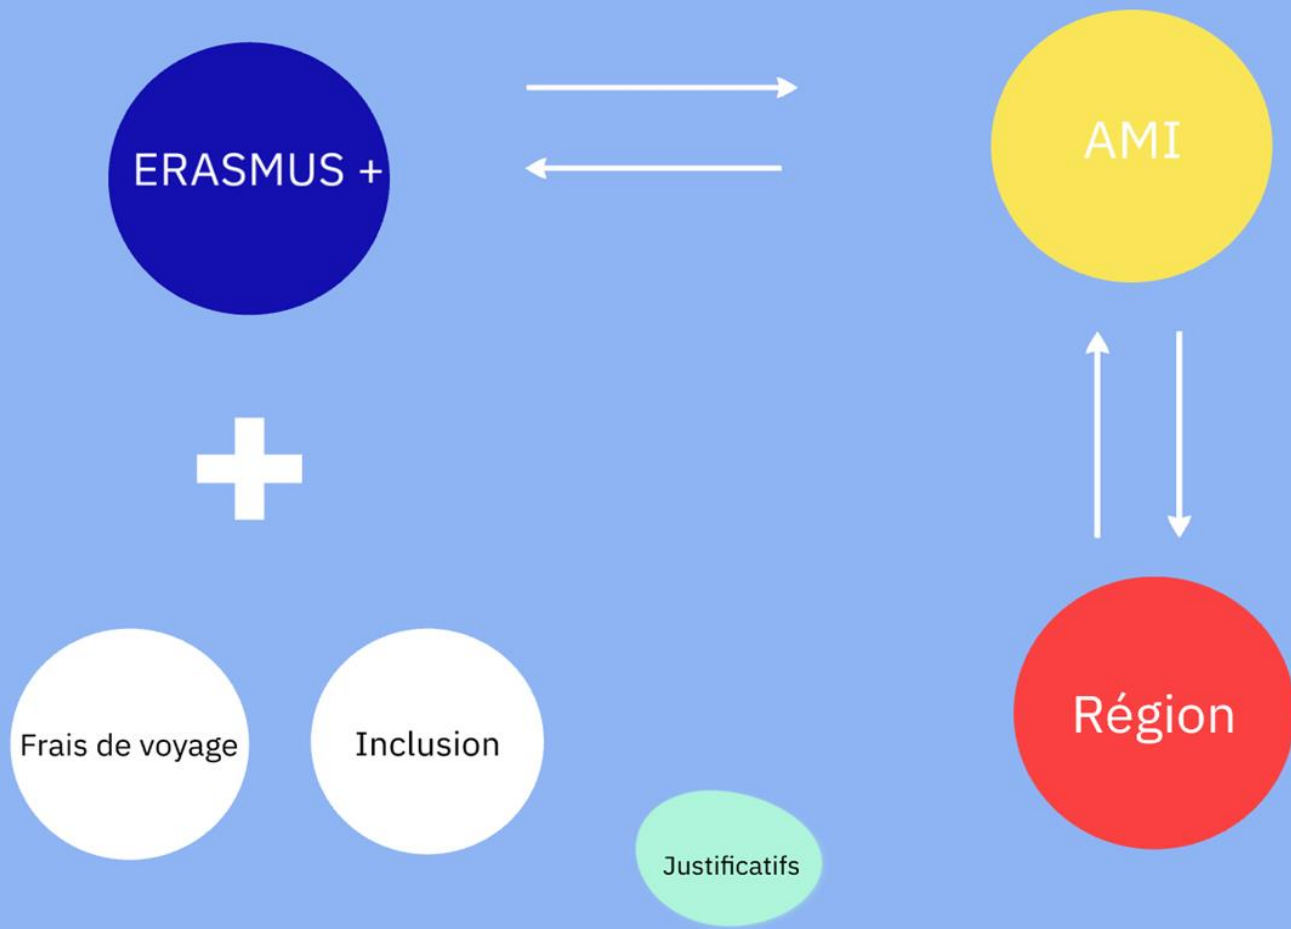 ERASMUS +
AMI
Région
Frais de voyage
Inclusion
Justificatifs